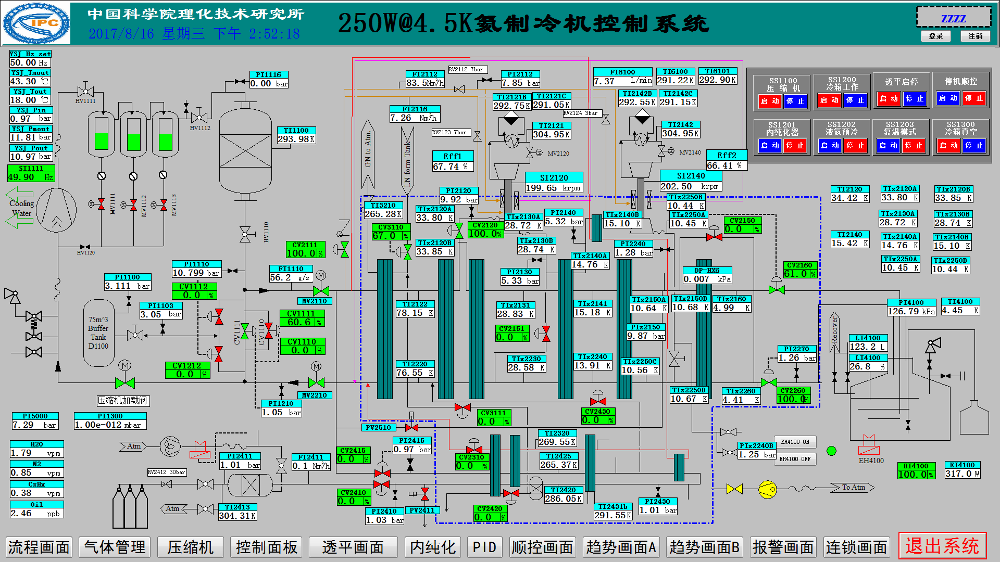 中国科学院理化技术研究所
2017/8/16 星期三 下午 2:52:18
250W@4.5K氦制冷机控制系统
IPC
ZZZZ
登录
注销
YSJ_Hz_set
50.00 Hz
YSJ_Tmout
43.30 ℃
YSJ_Tout
18.00 ℃
YSJ_Pin
0.97 bar
YSJ_Pmout
11.81 bar
YSJ_Pout
10.97 bar
SI1111
49.90 Hz
Cooling
Water
HV1111
HV1112
MV1111
MV1112
MV1113
HV1110
HV1120
PI1116
0.00 bar
TI1100
293.98 K
FI2112
83.5 Nm³/h
RV2112 7bar
PI2112
7.85 bar
FI6100
7.37 L/min
TI6100
291.22 K
TI6101
292.90 K
TI2121B
292.75 K
TI2121C
291.05 K
TI2142B
292.55 K
TI2142C
291.15 K
FI2116
7.26 Nm³/h
RV2124 3bar
RV2123 7bar
TI2121
304.95 K
TI2142
304.95 K
MV2120
MV2140
GN to Atm.
LN form Tank
Eff1
67.74 %
Eff2
66.41 %
SI2120
199.65 krpm
SI2140
202.50 krpm
SS1100
压 缩 机
启 动
停 止
SS1200
冷箱工作
启 动
停 止
透平启停
启 动
停 止
停机顺控
启 动
停 止
SS1201
内纯化器
启 动
停 止
SS1202
液氮预冷
启 动
停 止
SS1203
复温模式
启 动
停 止
SS1300
冷箱真空
启 动
停 止
TI2120
34.42 K
TIx2120A
33.80 K
TIx2120B
33.85 K
TIx2130A
28.72 K
TIx2130B
28.74 K
TI2140
15.42 K
TIx2140A
14.76 K
TIx2140B
15.10 K
TIx2250A
10.45 K
TIx2250B
10.44 K
PI2120
9.92 bar
TI3210
265.28 K
TIx2120A
33.80 K
CV3110
67.0 %
CV2120
100.0 %
TIx2120B
33.85 K
TIx2130A
28.72 K
PI2140
5.32 bar
TIx2130B
28.74 K
TIx2140A
14.76 K
TIx2140B
15.10 K
TIx2250B
10.44 K
TIx2250A
10.45 K
CV2150
0.0 %
PI2240
1.28 bar
CV2160
61.0 %
DP-HX6
0.007 kPa
PI2130
5.33 bar
CV2111
100.0 %
FI1110
56.2 g/s
MV2110
PI1110
10.799 bar
CV1112
0.0 %
PI1100
3.111 bar
PI1103
3.05 bar
75m^3
Buffer
Tank
D1100
CV1212
0.0 %
CV1111
CV1110
CV1111
60.6 %
CV1110
0.0 %
MV2210
PI1210
1.05 bar
压缩机加载阀
TI2122
78.15 K
TIx2131
28.83 K
TIx2141
15.18 K
TIx2150A
10.64 K
TIx2150B
10.68 K
TIx2160
4.99 K
CV2151
0.0 %
PIx2150
9.87 bar
TI2220
76.55 K
TIx2230
28.58 K
TIx2240
13.91 K
TIx2250C
10.56 K
TIx2250D
10.67 K
TIx2260
4.41 K
CV2260
100.0 %
PI2270
1.26 bar
PI4100
126.79 kPa
TI4100
4.45 K
Recover
LI4100
123.2 L
LI4100
26.8 %
PI5000
7.29 bar
PI1300
1.00e-012 mbar
H2O
1.79 vpm
N2
0.85 vpm
CxHx
0.38 vpm
Oil
2.46 ppb
Atm
Atm
RV2412 30bar
PI2411
1.01 bar
TI2413
304.31 K
FI2411
0.1 Nm³/h
PV2510
CV3111
0.0 %
CV2430
0.0 %
CV2415
0.0 %
PI2415
0.97 bar
CV2310
0.0 %
TI2320
269.55 K
TI2425
265.37 K
CV2410
0.0 %
PI2410
1.03 bar
PV2411
CV2420
0.0 %
TI2420
286.05 K
TI2431b
291.55 K
PI2430
1.01 bar
PIx2240B
1.25 bar
EH4100 ON
EH4100 OFF
EH4100
EI4100
100.0 %
EI4100
317.0 W
To Atm
流程画面
气体管理
压缩机
控制面板
透平画面
内纯化
PID
顺控画面
趋势画面A
趋势画面B
报警画面
连锁画面
退出系统